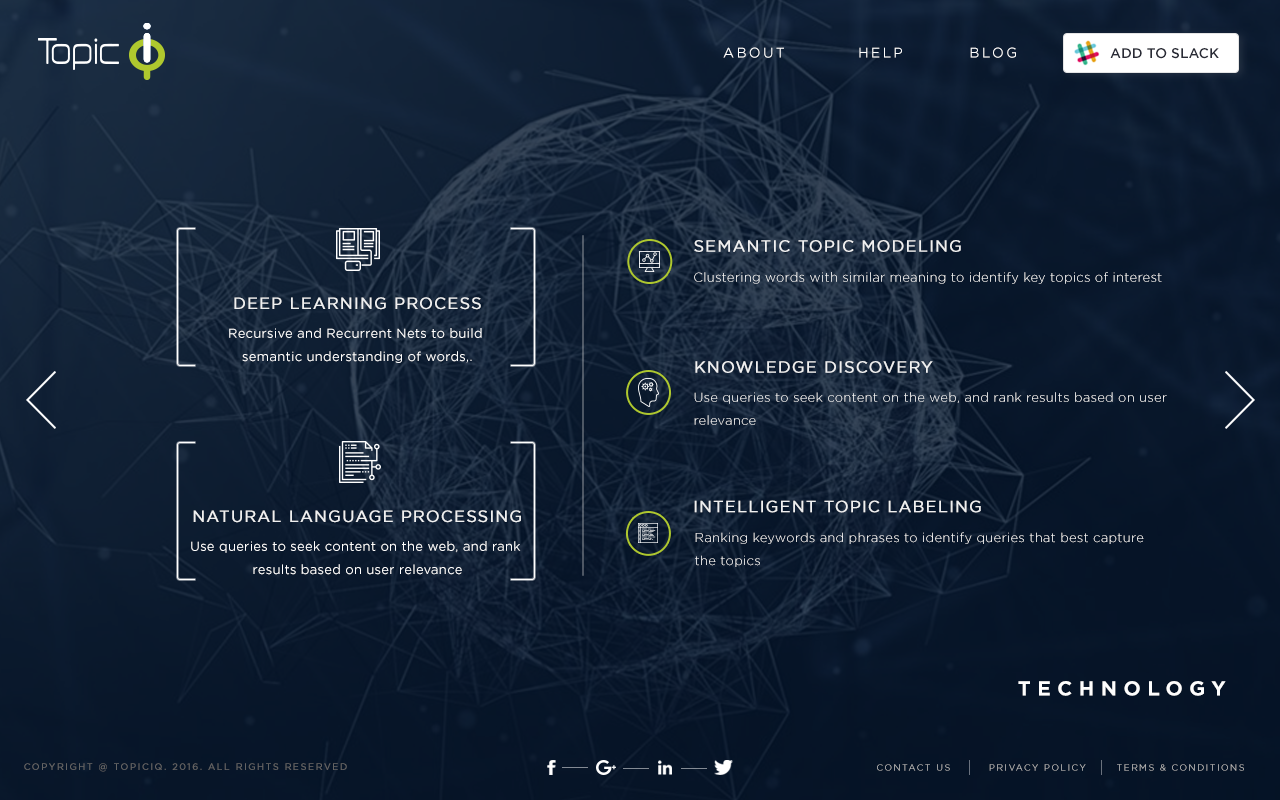 Topic iQ
ABOUT
HELP
BLOG
ADD TO SLACK
DEEP LEARNING PROCESS
Recursive and Recurrent Nets to build
semantic understanding of words,.
NATURAL LANGUAGE PROCESSING
Use queries to seek content on the web, and rank
results based on user relevance
SEMANTIC TOPIC MODELING
Clustering words with similar meaning to identify key topics of interest
KNOWLEDGE DISCOVERY
Use queries to seek content on the web, and rank results based on user
relevance
INTELLIGENT TOPIC LABELING
Ranking keywords and phrases to identify queries that best capture
the topics
TECHNOLOGY
COPYRIGHT @ TOPICIQ. 2016. ALL RIGHTS RESERVED
CONTACT US
PRIVACY POLICY
TERMS & CONDITIONS